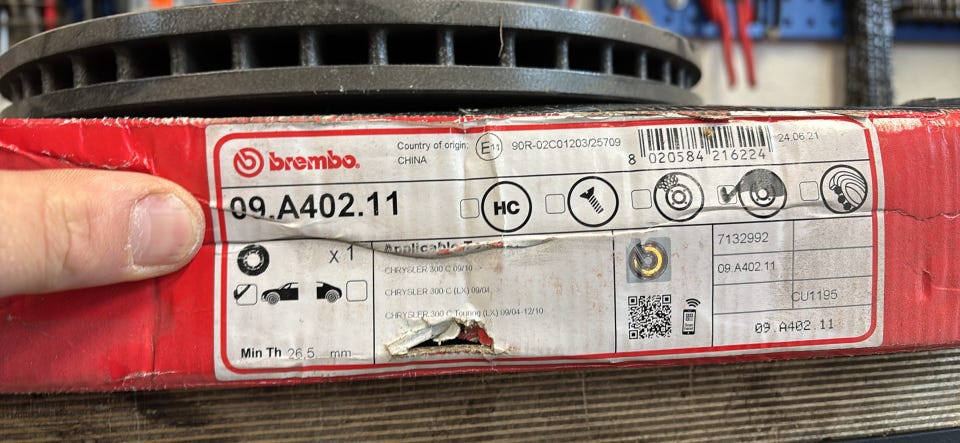 brembo.
Country of origin:
CHINA
E11
90R-02C01203/25709
8 020584 216224
24.06.21
09.A402.11
HC
x 1
Applicable
CHRYSLER 300 C 09/10
CHRYSLER 300 C (LX) 09/04
CHRYSLER 300 C Touring (LX) 09/04-12/10
Min Th 26,5 mm
7132992
09.A402.11
CU1195
09.A402.11